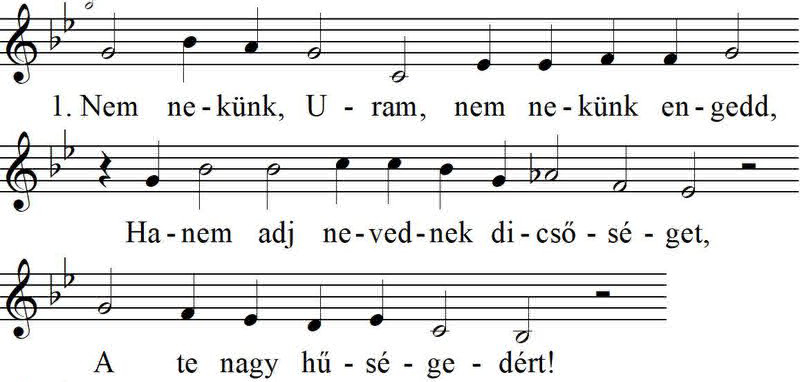 1. Nem ne - künk, U - ram, nem ne - künk en - gedd,
Ha - nem adj ne - ved - nek di - cső - sé - get,
A te nagy hű - sé - ge - dért!